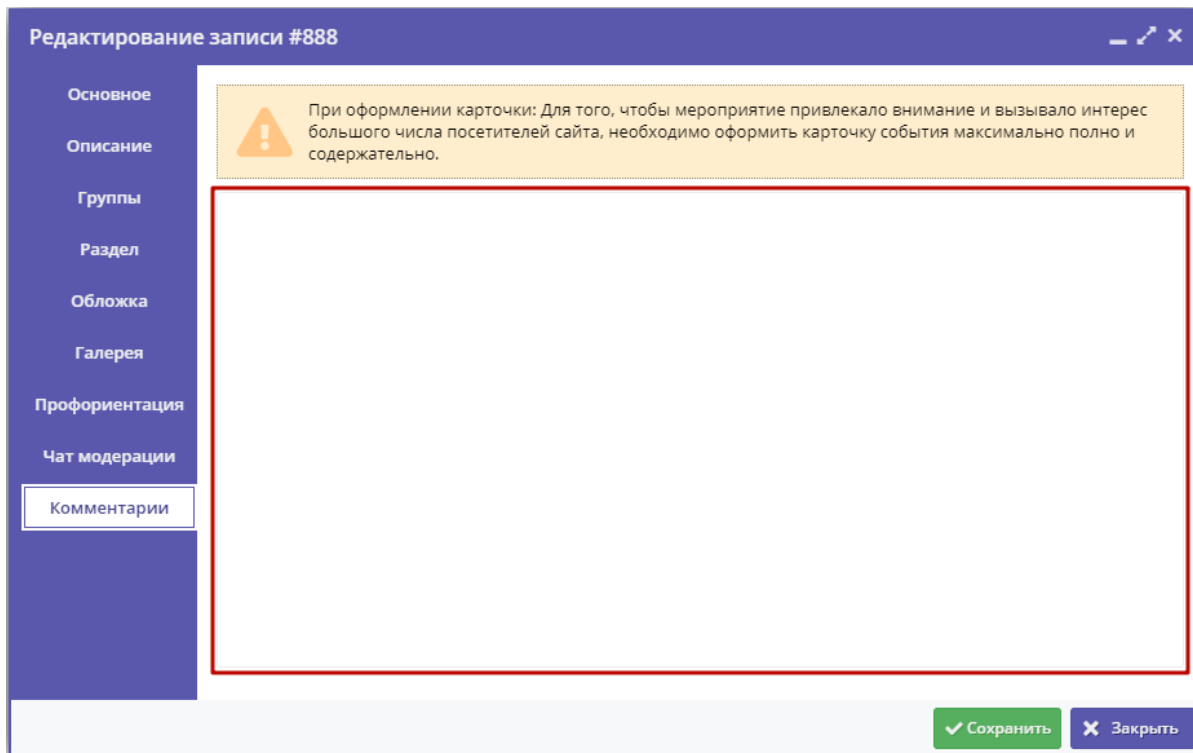 Редактирование записи #888
Основное
Описание
Группы
Раздел
Обложка
Галерея
Профориентация
Чат модерации
Комментарии
При оформлении карточки: Для того, чтобы мероприятие привлекало внимание и вызывало интерес
большого числа посетителей сайта, необходимо оформить карточку события максимально полно и
содержательно.
Сохранить
Закрыть